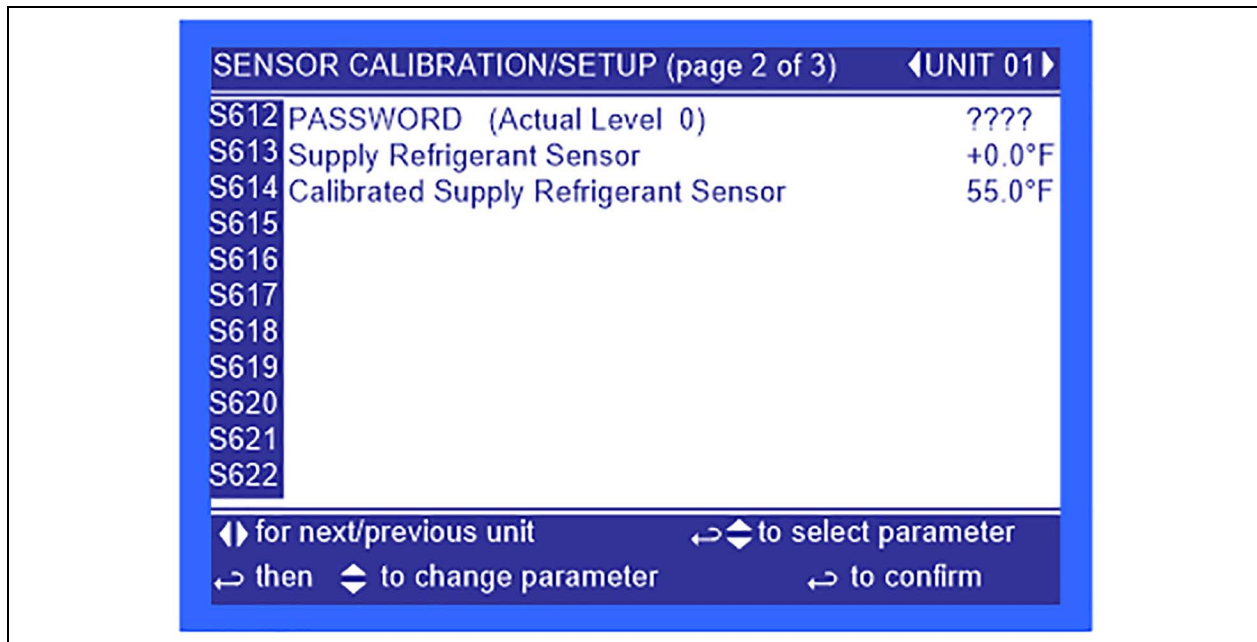 SENSOR CALIBRATION/SETUP (page 2 of 3) UNIT 01
S612 PASSWORD (Actual Level 0) ????
S613 Supply Refrigerant Sensor +0.0°F
S614 Calibrated Supply Refrigerant Sensor 55.0°F
S615
S616
S617
S618
S619
S620
S621
S622
for next/previous unit to select parameter
then to change parameter to confirm